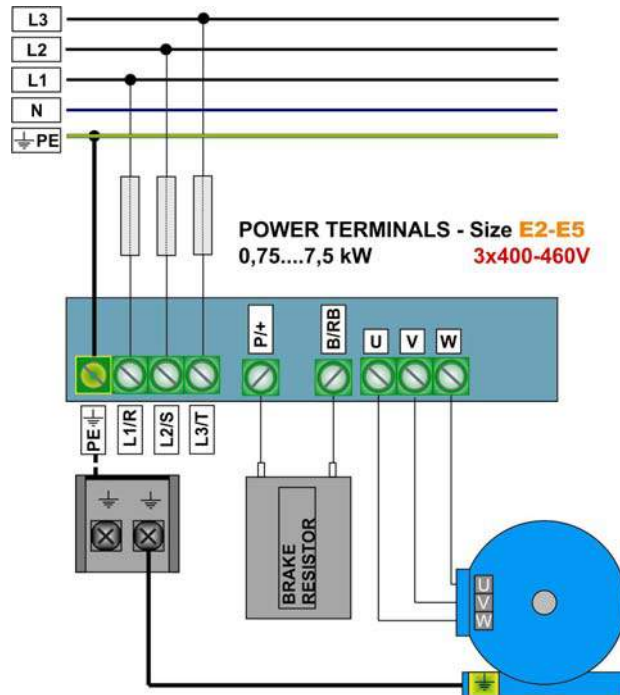 L3
L2
L1
N
⏚ PE
POWER TERMINALS - Size E2-E5
0,75....7,5 kW 3x400-460V
P/+
B/RB
U
V
W
PE⏚
L1/R
L2/S
L3/T
BRAKE
RESISTOR
U
V
W